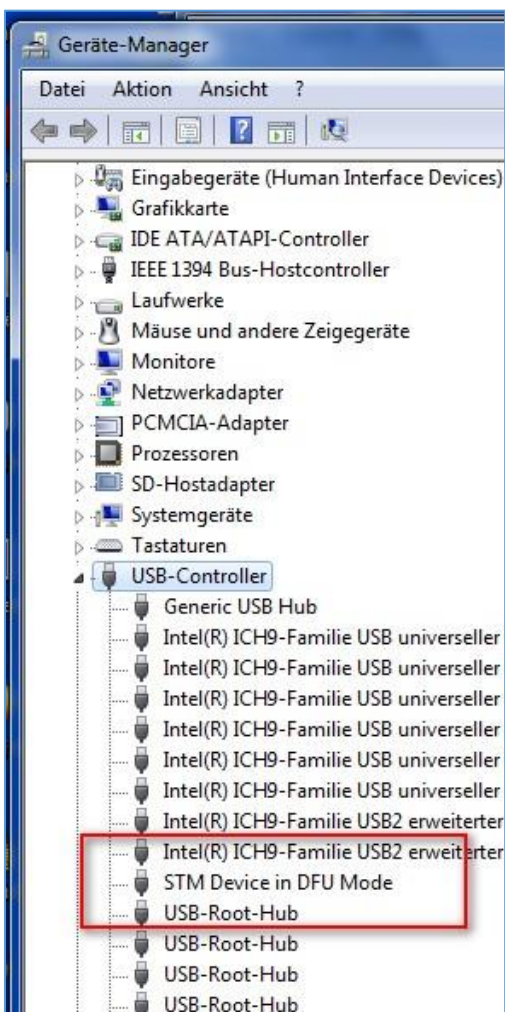 Geräte-Manager
Datei Aktion Ansicht ?
Eingabegeräte (Human Interface Devices)
Grafikkarte
IDE ATA/ATAPI-Controller
IEEE 1394 Bus-Hostcontroller
Laufwerke
Mäuse und andere Zeigegeräte
Monitore
Netzwerkadapter
PCMCIA-Adapter
Prozessoren
SD-Hostadapter
Systemgeräte
Tastaturen
USB-Controller
Generic USB Hub
Intel(R) ICH9-Familie USB universeller
Intel(R) ICH9-Familie USB universeller
Intel(R) ICH9-Familie USB universeller
Intel(R) ICH9-Familie USB universeller
Intel(R) ICH9-Familie USB universeller
Intel(R) ICH9-Familie USB universeller
Intel(R) ICH9-Familie USB2 erweiterter
Intel(R) ICH9-Familie USB2 erweiterter
STM Device in DFU Mode
USB-Root-Hub
USB-Root-Hub
USB-Root-Hub
USB-Root-Hub